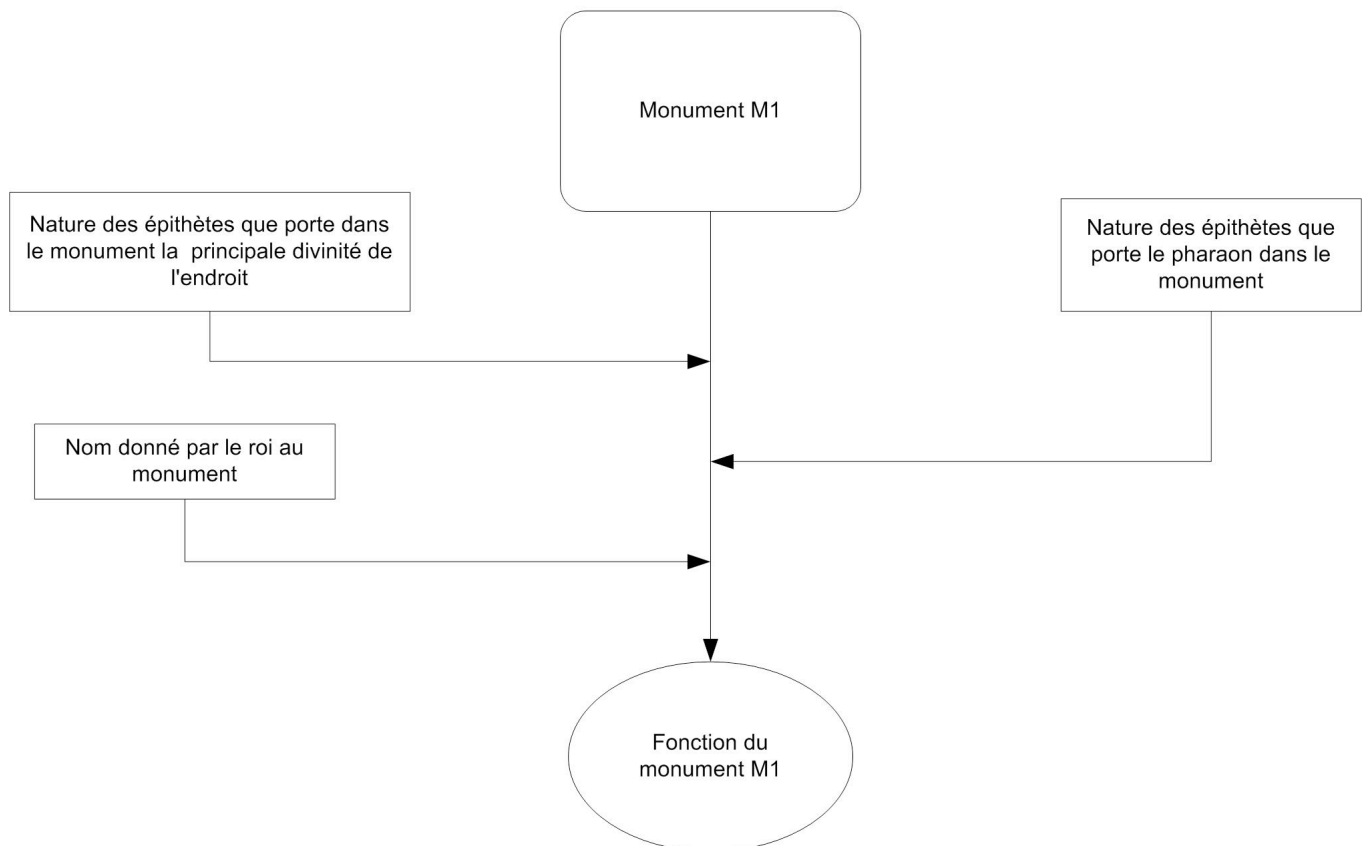 Monument M1
Nature des épithètes que porte dans
le monument la principale divinité de
l'endroit
Nature des épithètes que
porte le pharaon dans le
monument
Nom donné par le roi au
monument
Fonction du
monument M1